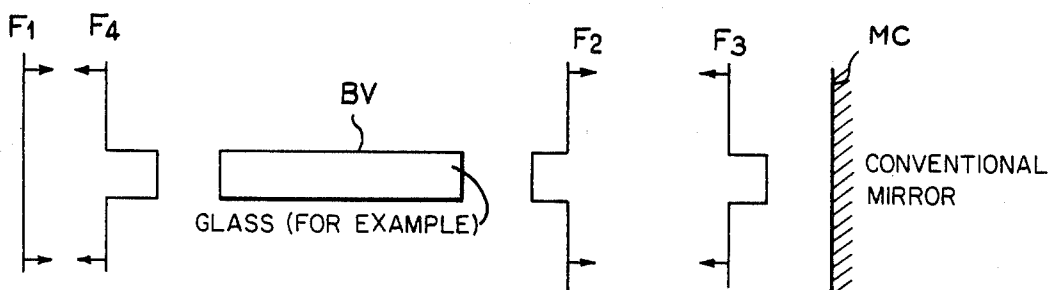 F1
F4
BV
F2
F3
MC
GLASS (FOR EXAMPLE)
CONVENTIONAL
MIRROR